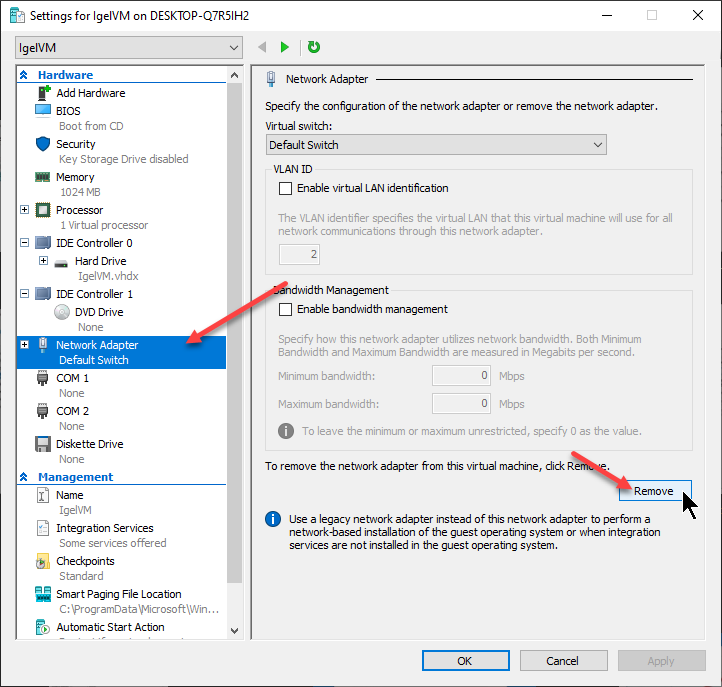 Settings for IgelVM on DESKTOP-Q7R5IH2
IgelVM
Hardware
Add Hardware
BIOS
Boot from CD
Security
Key Storage Drive disabled
Memory
1024 MB
Processor
1 Virtual processor
IDE Controller 0
Hard Drive
IgelVM.vhdx
IDE Controller 1
DVD Drive
None
Network Adapter
Default Switch
COM 1
None
COM 2
None
Diskette Drive
None
Management
Name
IgelVM
Integration Services
Some services offered
Checkpoints
Standard
Smart Paging File Location
C:\ProgramData\Microsoft\Win...
Automatic Start Action
Network Adapter
Specify the configuration of the network adapter or remove the network adapter.
Virtual switch:
Default Switch
VLAN ID
Enable virtual LAN identification
The VLAN identifier specifies the virtual LAN that this virtual machine will use for all
network communications through this network adapter.
2
Bandwidth Management
Enable bandwidth management
Specify how this network adapter utilizes network bandwidth. Both Minimum
Bandwidth and Maximum Bandwidth are measured in Megabits per second.
Minimum bandwidth: 0 Mbps
Maximum bandwidth: 0 Mbps
To leave the minimum or maximum unrestricted, specify 0 as the value.
To remove the network adapter from this virtual machine, click Remove.
Remove
Use a legacy network adapter instead of this network adapter to perform a
network-based installation of the guest operating system or when integration
services are not installed in the guest operating system.
OK Cancel Apply